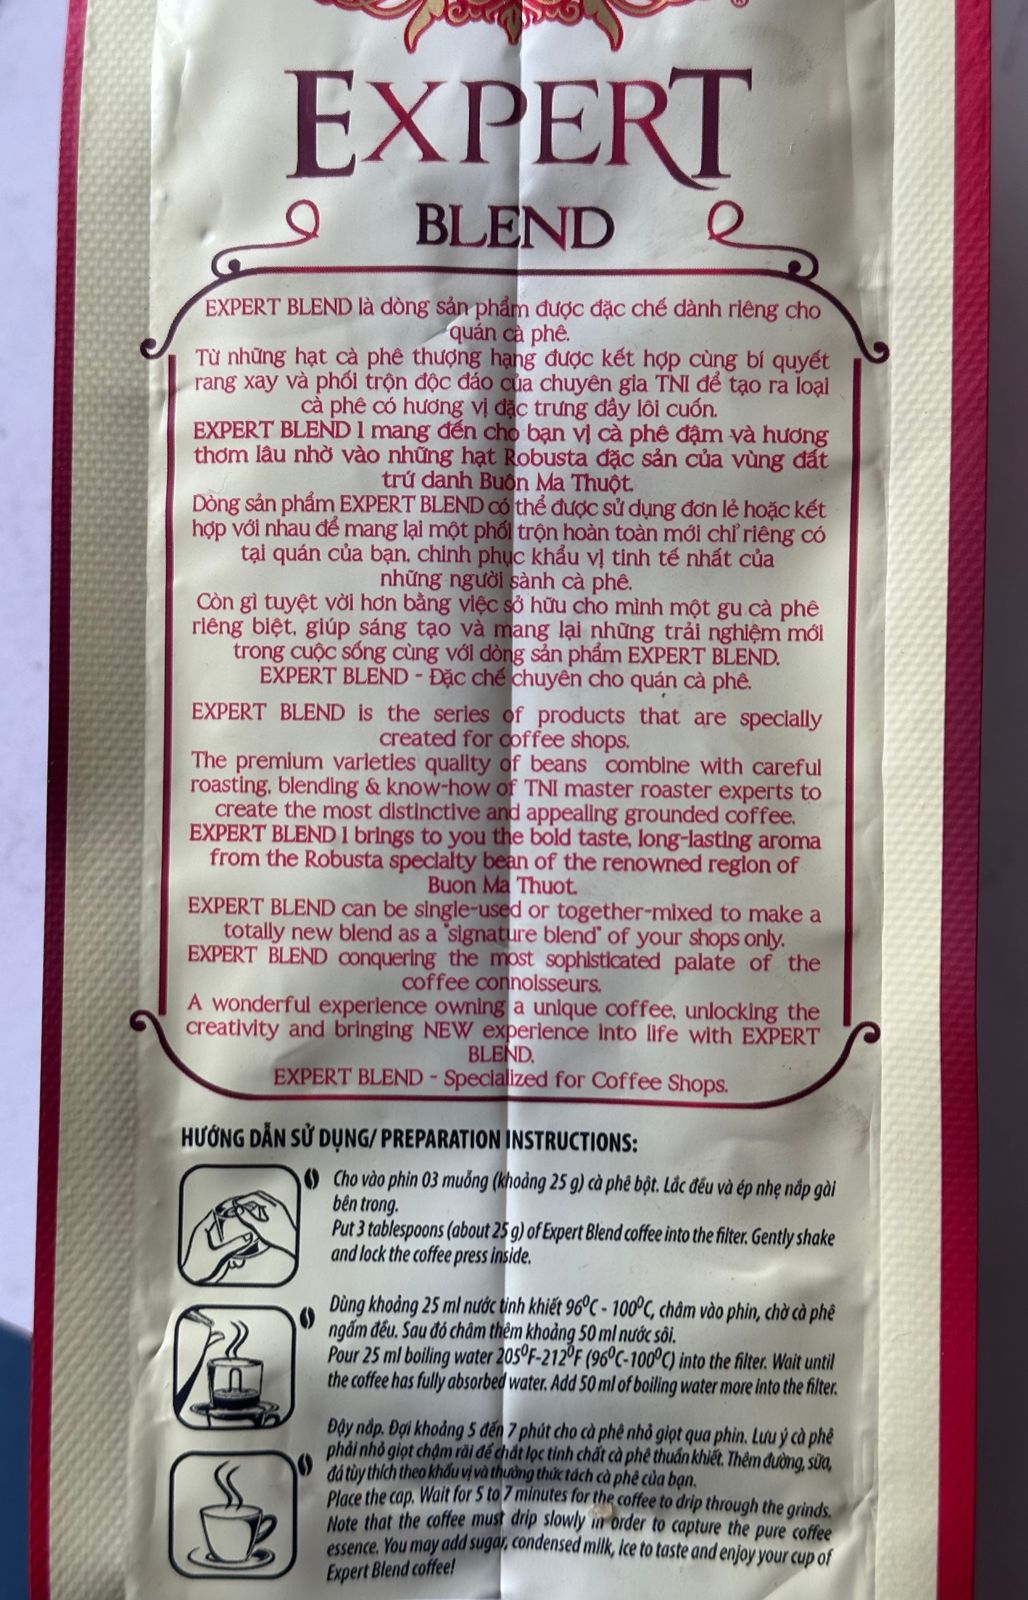 EXPERT
BLEND
EXPERT BLEND là dòng sản phẩm được đặc chế dành riêng cho
quán cà phê.
Từ những hạt cà phê thượng hạng được kết hợp cùng bí quyết
rang xay và phối trộn độc đáo của chuyên gia TNI để tạo ra loại
cà phê có hương vị đặc trưng đầy lôi cuốn.
EXPERT BLEND 1 mang đến cho bạn vị cà phê đậm và hương
thơm lâu nhờ vào những hạt Robusta đặc sản của vùng đất
trứ danh Buôn Ma Thuột.
Dòng sản phẩm EXPERT BLEND có thể được sử dụng đơn lẻ hoặc kết
hợp với nhau để mang lại một phối trộn hoàn toàn mới chỉ riêng có
tại quán của bạn, chinh phục khẩu vị tinh tế nhất của
những người sành cà phê.
Còn gì tuyệt vời hơn bằng việc sở hữu cho mình một gu cà phê
riêng biệt, giúp sáng tạo và mang lại những trải nghiệm mới
trong cuộc sống cùng với dòng sản phẩm EXPERT BLEND.
EXPERT BLEND - Đặc chế chuyên cho quán cà phê.
EXPERT BLEND is the series of products that are specially
created for coffee shops.
The premium varieties quality of beans combine with careful
roasting, blending & know-how of TNI master roaster experts to
create the most distinctive and appealing grounded coffee.
EXPERT BLEND 1 brings to you the bold taste, long-lasting aroma
from the Robusta specialty bean of the renowned region of
Buon Ma Thuot.
EXPERT BLEND can be single-used or together-mixed to make a
totally new blend as a "signature blend" of your shops only.
EXPERT BLEND conquering the most sophisticated palate of the
coffee connoisseurs.
A wonderful experience owning a unique coffee, unlocking the
creativity and bringing NEW experience into life with EXPERT
BLEND.
EXPERT BLEND - Specialized for Coffee Shops.
HƯỚNG DẪN SỬ DỤNG/ PREPARATION INSTRUCTIONS:
Cho vào phin 03 muỗng (khoảng 25 g) cà phê bột. Lắc đều và ép nhẹ nắp gài
bên trong.
Put 3 tablespoons (about 25 g) of Expert Blend coffee into the filter. Gently shake
and lock the coffee press inside.
Dùng khoảng 25 ml nước tinh khiết 96⁰C - 100⁰C, châm vào phin, chờ cà phê
ngấm đều. Sau đó châm thêm khoảng 50 ml nước sôi.
Pour 25 ml boiling water 205⁰F-212⁰F (96⁰C-100⁰C) into the filter. Wait until
the coffee has fully absorbed water. Add 50 ml of boiling water more into the filter.
Đậy nắp. Đợi khoảng 5 đến 7 phút cho cà phê nhỏ giọt qua phin. Lưu ý cà phê
phải nhỏ giọt chậm rãi để chắt lọc tinh chất cà phê thuần khiết. Thêm đường, sữa,
đá tùy thích theo khẩu vị và thưởng thức tách cà phê của bạn.
Place the cap. Wait for 5 to 7 minutes for the coffee to drip through the grinds.
Note that the coffee must drip slowly in order to capture the pure coffee
essence. You may add sugar, condensed milk, ice to taste and enjoy your cup of
Expert Blend coffee!